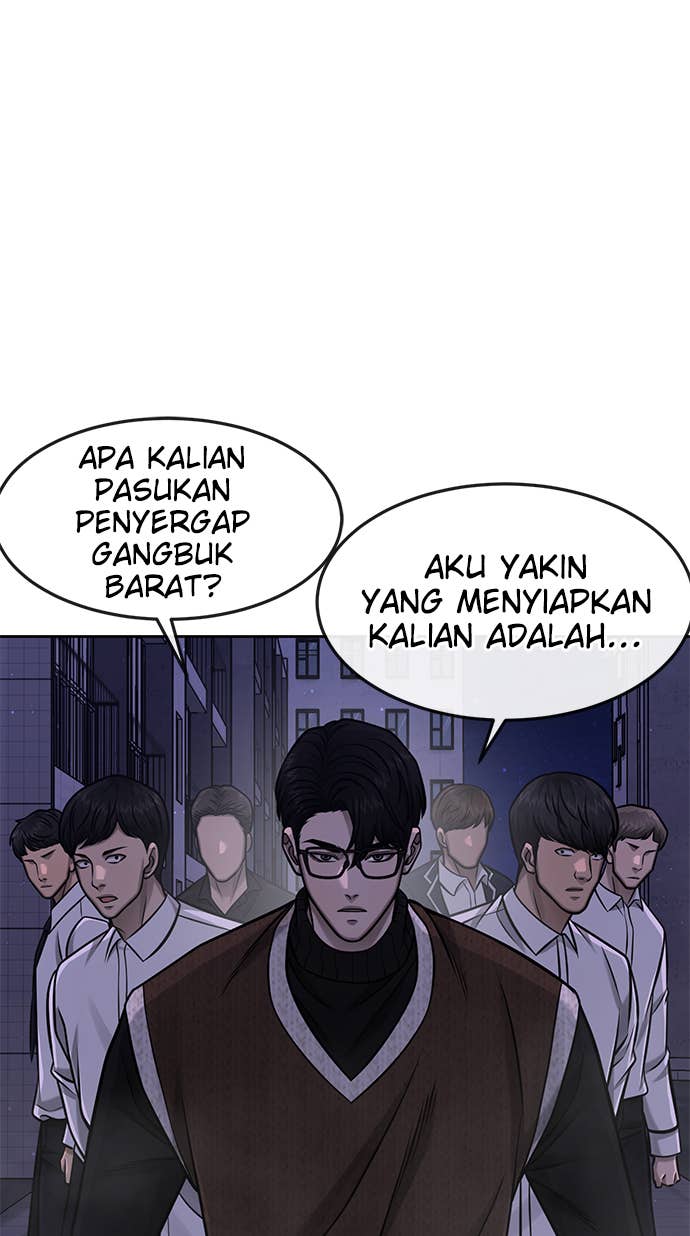 APA KALIAN
PASUKAN
PENYERGAP
GANGBUK
BARAT?
AKU YAKIN
YANG MENYIAPKAN
KALIAN ADALAH...